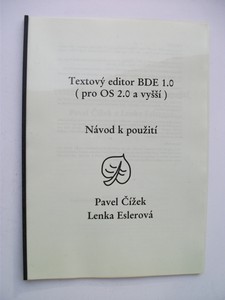 Textový editor BDE 1.0
( pro OS 2.0 a vyšší )
Návod k použití
Pavel Čížek
Lenka Eslerová